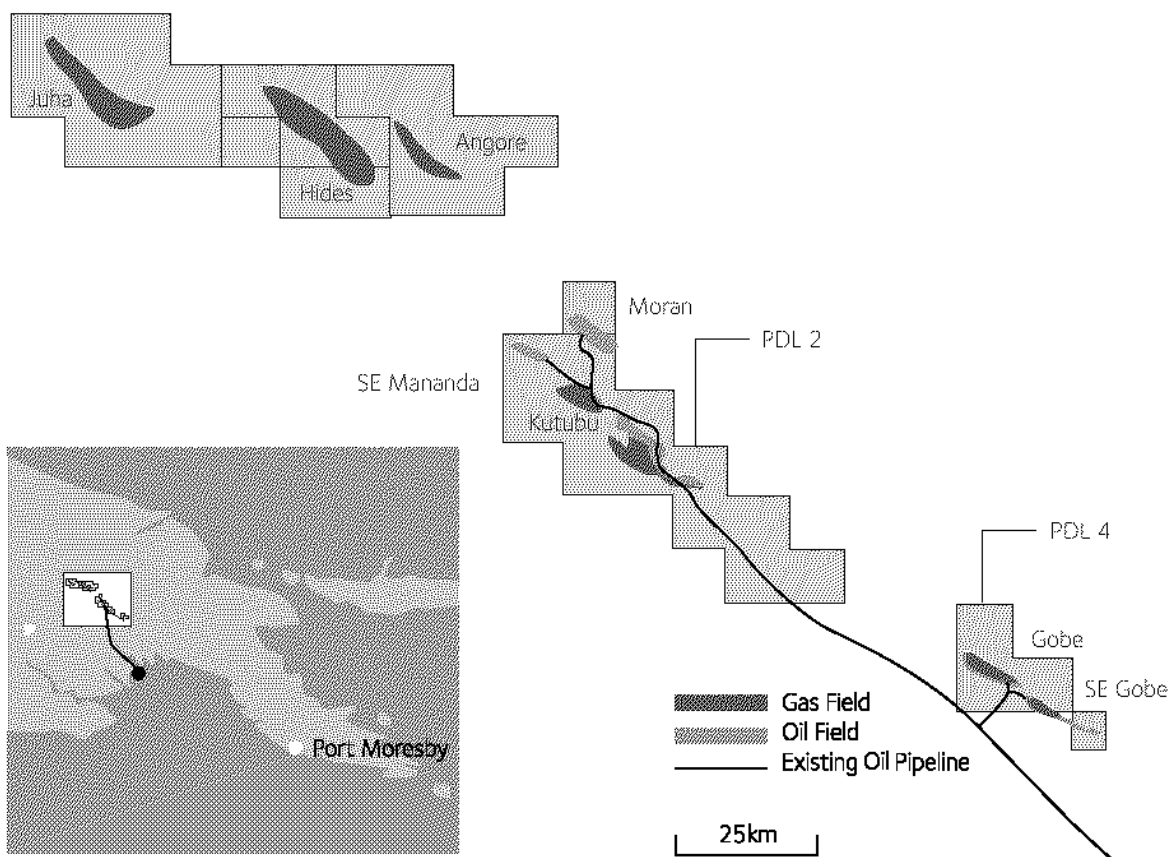 Juha
Angore
Hides
Moran
PDL 2
SE Mananda
Kutubu
PDL 4
Gobe
SE Gobe
Gas Field
Oil Field
Existing Oil Pipeline
Port Moresby
25km